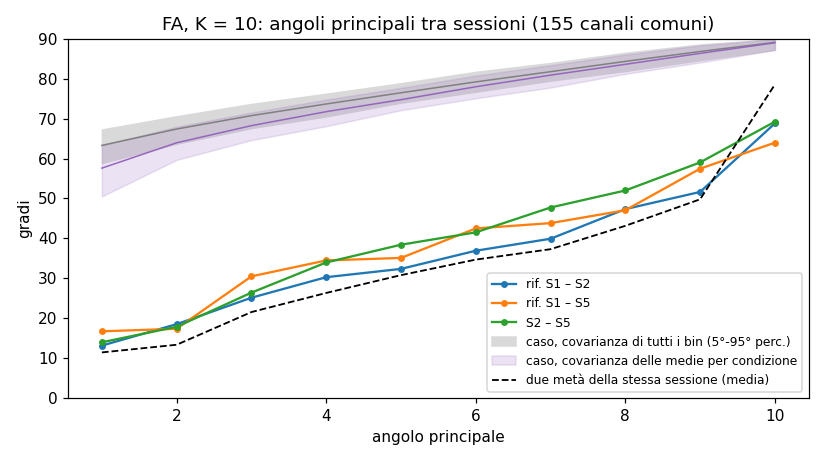 FA, K = 10: angoli principali tra sessioni (155 canali comuni)
90
80
70
60
50
40
30
20
10
0
gradi
rif. S1 – S2
rif. S1 – S5
S2 – S5
caso, covarianza di tutti i bin (5°-95° perc.)
caso, covarianza delle medie per condizione
due metà della stessa sessione (media)
2
4
6
8
10
angolo principale